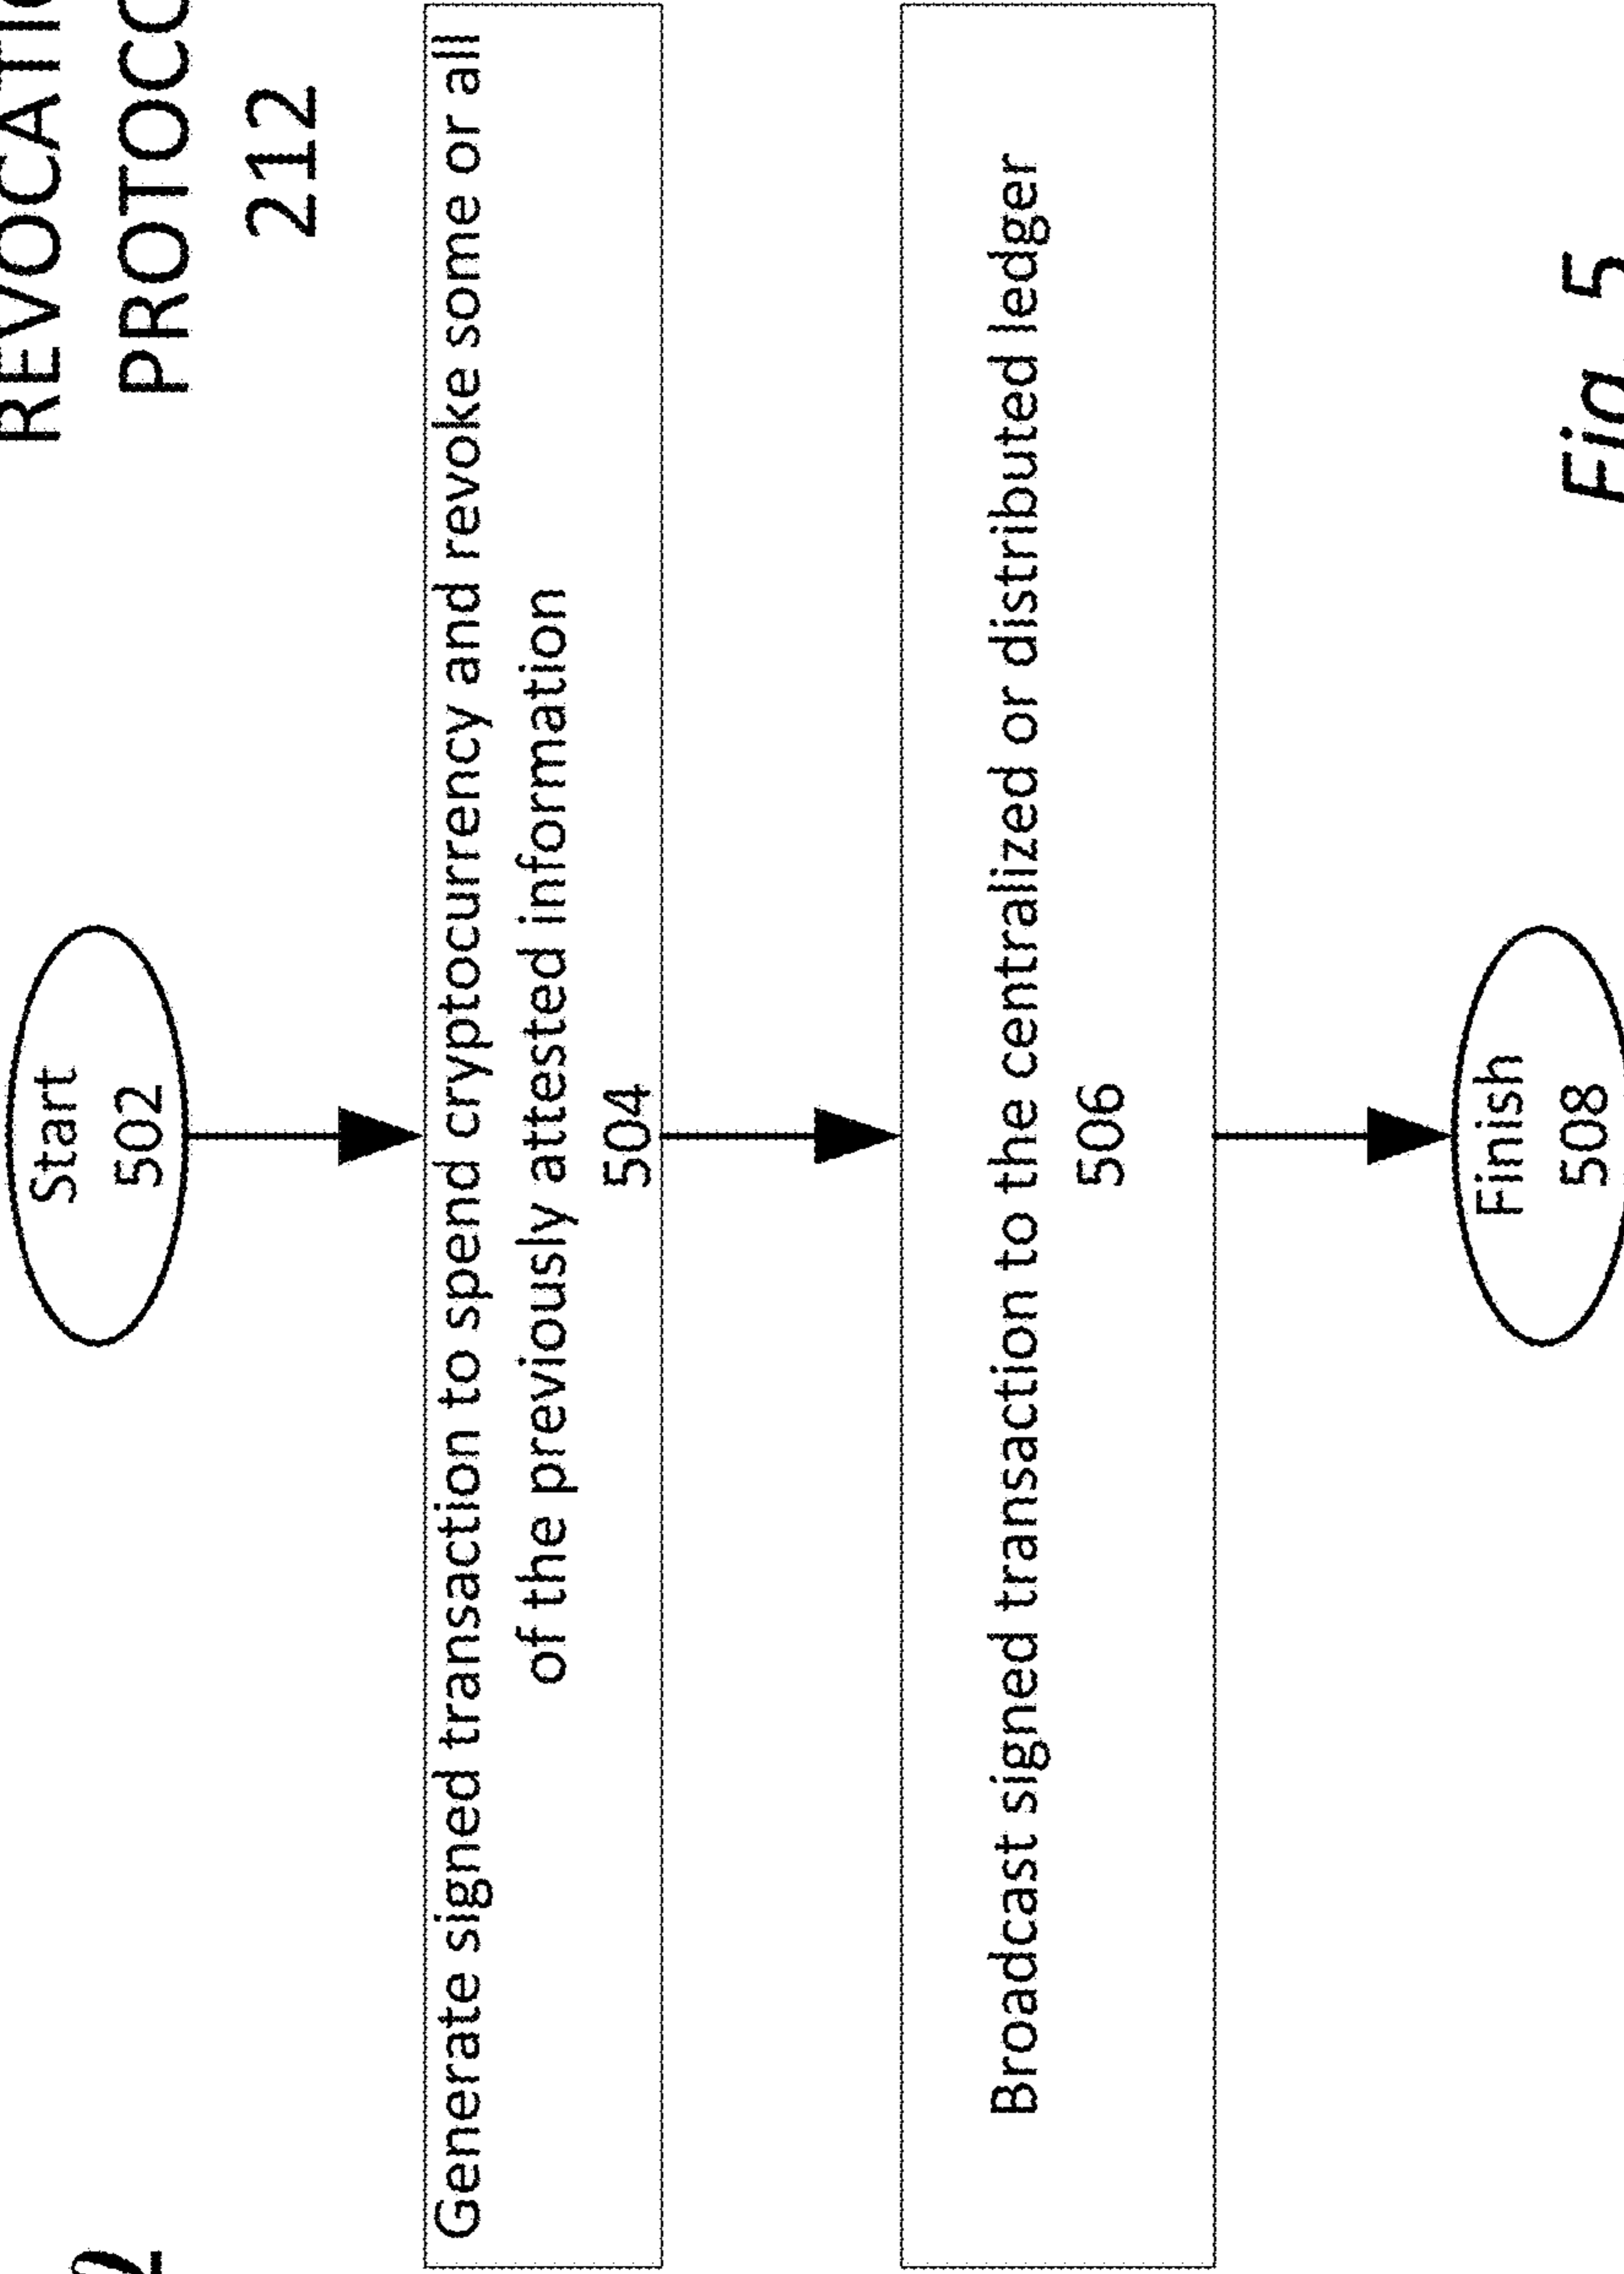 REVOCATIO
PROTOCO
212
Start
502
Generate signed transaction to spend cryptocurrency and revoke some or all
of the previously attested information
504
Broadcast signed transaction to the centralized or distributed ledger
506
Finish
508
Fig. 5